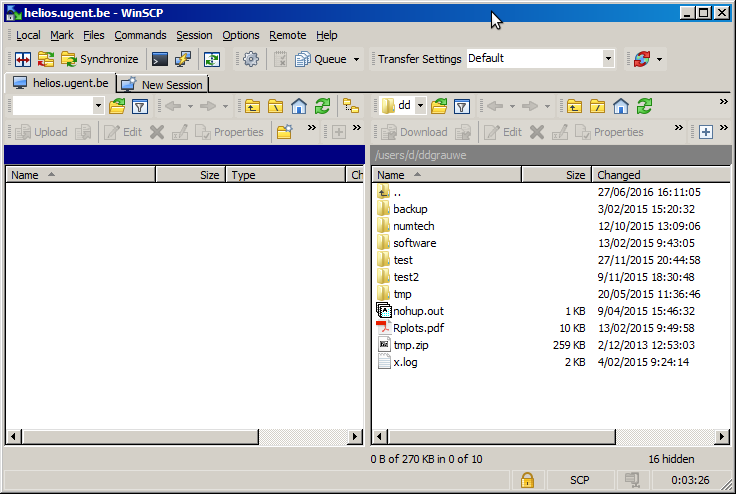 helios.ugent.be - WinSCP
Local Mark Files Commands Session Options Remote Help
Synchronize Queue Transfer Settings Default
helios.ugent.be New Session
dd
Upload Edit Properties Download Edit Properties
/users/d/ddgrauwe
Name Size Type Ch Name Size Changed
.. 27/06/2016 16:11:05
backup 3/02/2015 15:20:32
numtech 12/10/2015 13:09:06
software 13/02/2015 9:43:05
test 27/11/2015 20:44:58
test2 9/11/2015 18:30:48
tmp 20/05/2015 11:36:46
nohup.out 1 KB 9/04/2015 15:46:32
Rplots.pdf 10 KB 13/02/2015 9:49:58
tmp.zip 259 KB 2/12/2013 12:53:03
x.log 2 KB 4/02/2015 9:24:14
0 B of 270 KB in 0 of 10 16 hidden
SCP 0:03:26